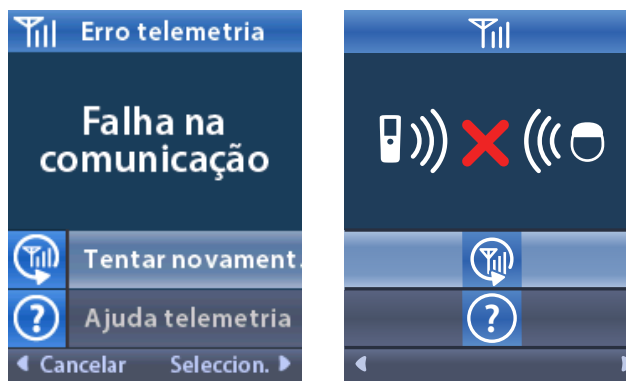 Erro telemetria
Falha na
comunicação
Tentar novament.
? Ajuda telemetria
Cancelar Seleccion.
?